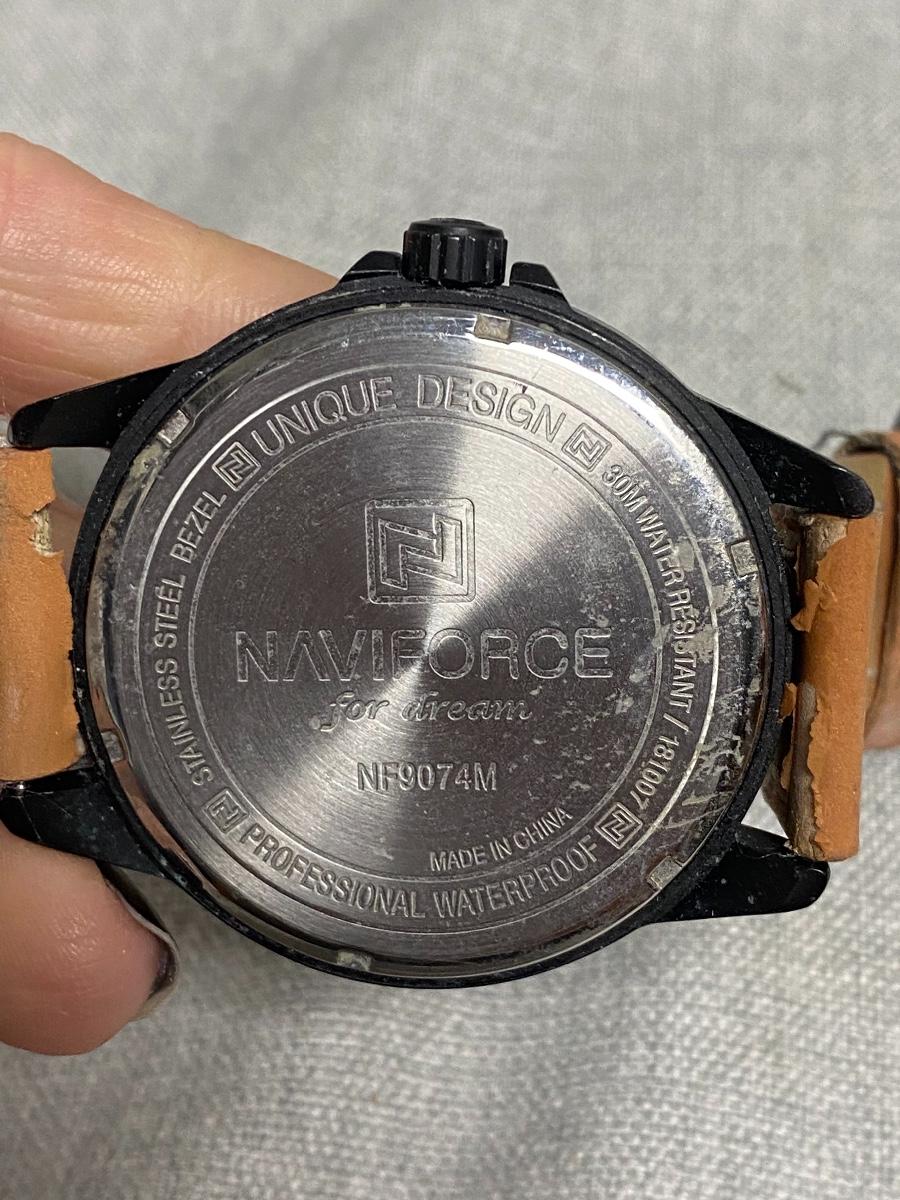 UNIQUE DESIGN
30M WATER RESISTANT / 181007
PROFESSIONAL WATERPROOF
STAINLESS STEEL BEZEL
NAVIFORCE
for dream
NF9074M
MADE IN CHINA